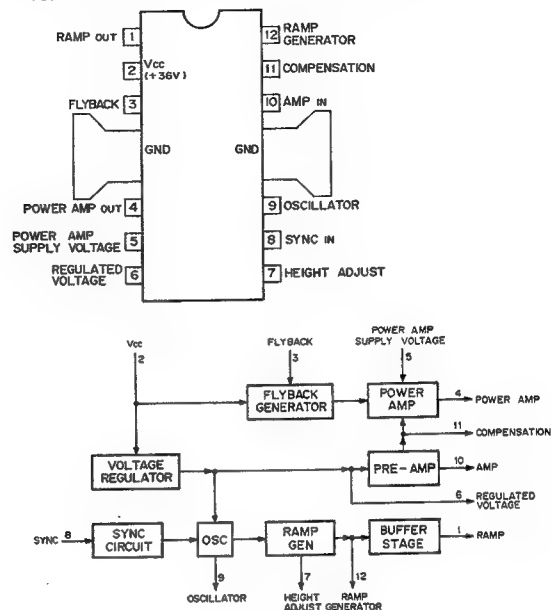 RAMP OUT 1
12 RAMP GENERATOR
2 Vcc (+36V)
11 COMPENSATION
FLYBACK 3
10 AMP IN
GND
GND
POWER AMP OUT 4
9 OSCILLATOR
POWER AMP SUPPLY VOLTAGE 5
8 SYNC IN
REGULATED VOLTAGE 6
7 HEIGHT ADJUST
Vcc
2
FLYBACK
3
POWER AMP
SUPPLY VOLTAGE
5
FLYBACK
GENERATOR
POWER
AMP
4
POWER AMP
11
COMPENSATION
VOLTAGE
REGULATOR
PRE-AMP
10
AMP
6
REGULATED
VOLTAGE
SYNC 8
SYNC
CIRCUIT
OSC
RAMP
GEN
BUFFER
STAGE
1
RAMP
9
OSCILLATOR
7
HEIGHT
ADJUST
12
RAMP
GENERATOR